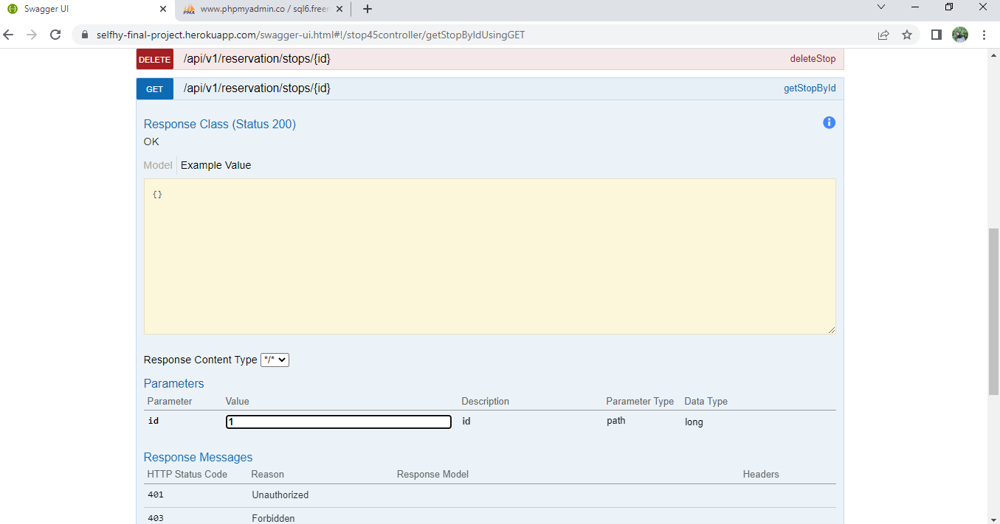 Swagger UI
www.phpmyadmin.co / sql6.freen
selfhy-final-project.herokuapp.com/swagger-ui.html#!/stop45controller/getStopByIdUsingGET
DELETE /api/v1/reservation/stops/{id} deleteStop
GET /api/v1/reservation/stops/{id} getStopById
Response Class (Status 200)
OK
Model Example Value
{}
Response Content Type */*
Parameters
Parameter Value Description Parameter Type Data Type
id 1 id path long
Response Messages
HTTP Status Code Reason Response Model Headers
401 Unauthorized
403 Forbidden